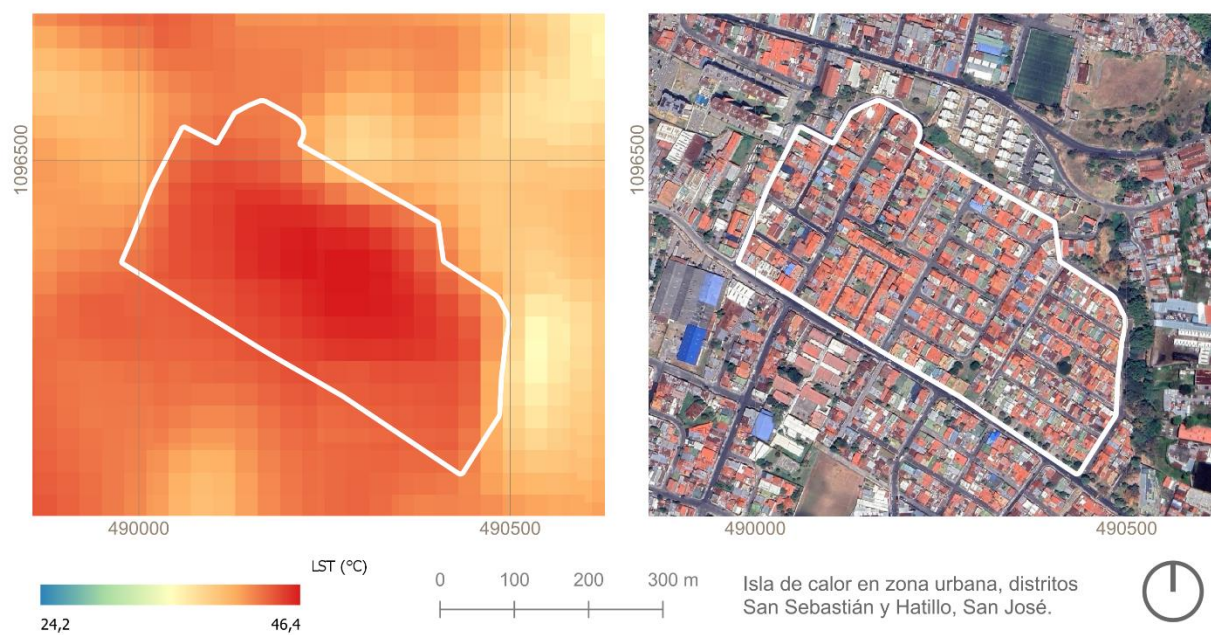 1096500
1096500
490000
490500
490000
490500
LST (°C)
24,2
46,4
0
100
200
300 m
Isla de calor en zona urbana, distritos
San Sebastián y Hatillo, San José.